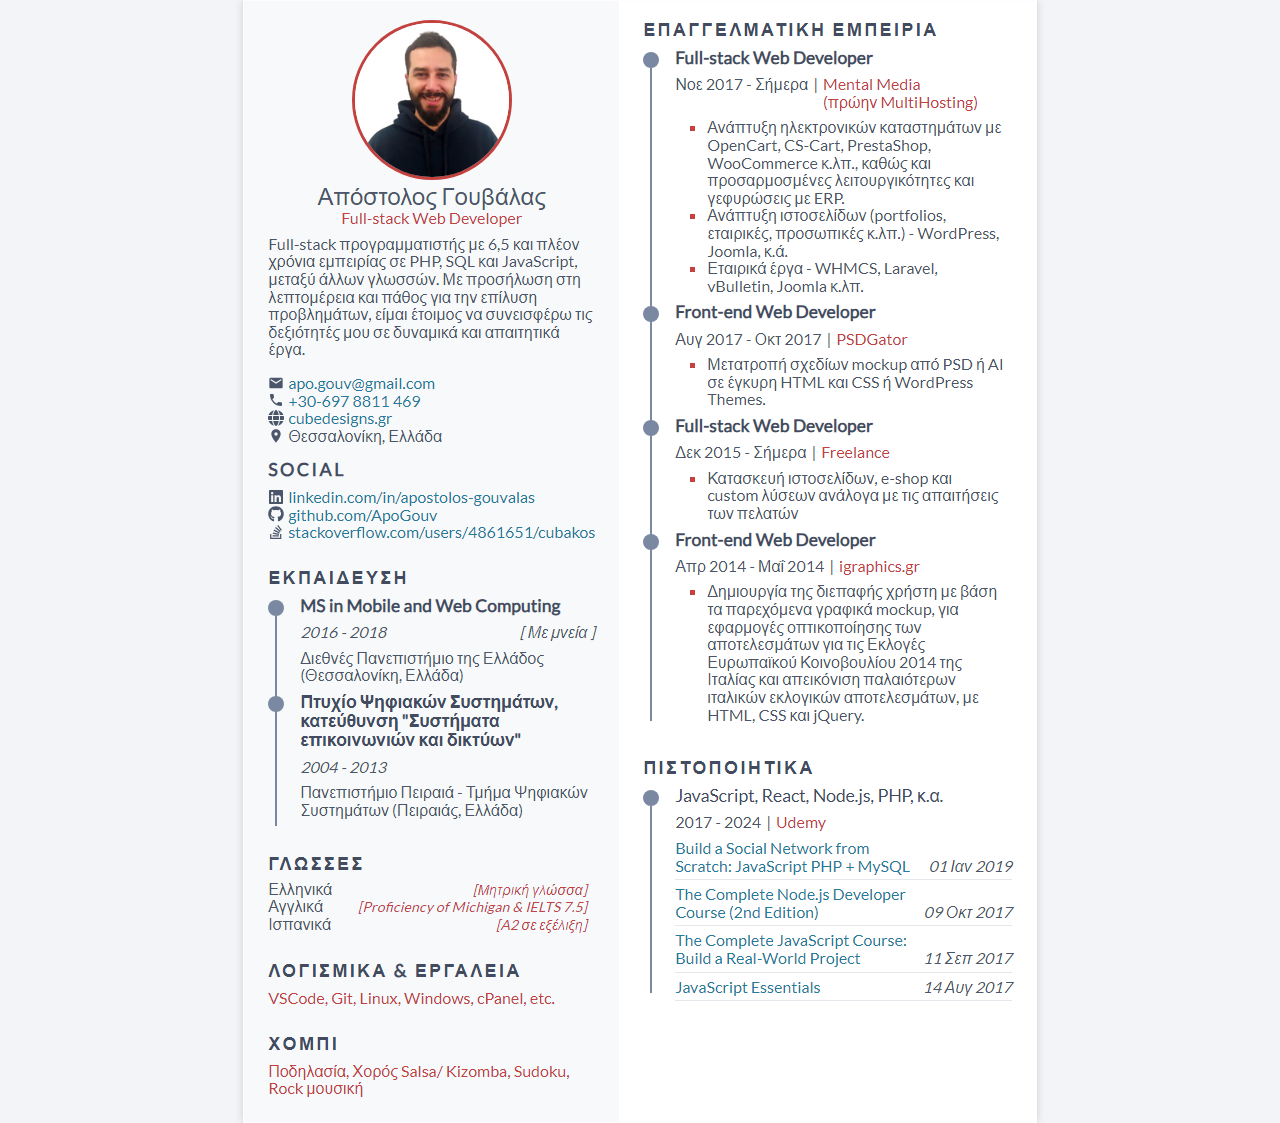 Απόστολος Γουβάλας
Full-stack Web Developer
Full-stack προγραμματιστής με 6,5 και πλέον
χρόνια εμπειρίας σε PHP, SQL και JavaScript,
μεταξύ άλλων γλωσσών. Με προσήλωση στη
λεπτομέρεια και πάθος για την επίλυση
προβλημάτων, είμαι έτοιμος να συνεισφέρω τις
δεξιότητές μου σε δυναμικά και απαιτητικά
έργα.
apo.gouv@gmail.com
+30-697 8811 469
cubedesigns.gr
Θεσσαλονίκη, Ελλάδα
SOCIAL
linkedin.com/in/apostolos-gouvalas
github.com/ApoGouv
stackoverflow.com/users/4861651/cubakos
ΕΚΠΑΙΔΕΥΣΗ
MS in Mobile and Web Computing
2016 - 2018 [ Με μνεία ]
Διεθνές Πανεπιστήμιο της Ελλάδος
(Θεσσαλονίκη, Ελλάδα)
Πτυχίο Ψηφιακών Συστημάτων,
κατεύθυνση "Συστήματα
επικοινωνιών και δικτύων"
2004 - 2013
Πανεπιστήμιο Πειραιά - Τμήμα Ψηφιακών
Συστημάτων (Πειραιάς, Ελλάδα)
ΓΛΩΣΣΕΣ
Ελληνικά [Μητρική γλώσσα]
Αγγλικά [Proficiency of Michigan & IELTS 7.5]
Ισπανικά [A2 σε εξέλιξη]
ΛΟΓΙΣΜΙΚΑ & ΕΡΓΑΛΕΙΑ
VSCode, Git, Linux, Windows, cPanel, etc.
ΧΟΜΠΙ
Ποδηλασία, Χορός Salsa/ Kizomba, Sudoku,
Rock μουσική
ΕΠΑΓΓΕΛΜΑΤΙΚΗ ΕΜΠΕΙΡΙΑ
Full-stack Web Developer
Νοε 2017 - Σήμερα | Mental Media
(πρώην MultiHosting)
Ανάπτυξη ηλεκτρονικών καταστημάτων με
OpenCart, CS-Cart, PrestaShop,
WooCommerce κ.λπ., καθώς και
προσαρμοσμένες λειτουργικότητες και
γεφυρώσεις με ERP.
Ανάπτυξη ιστοσελίδων (portfolios,
εταιρικές, προσωπικές κ.λπ.) - WordPress,
Joomla, κ.ά.
Εταιρικά έργα - WHMCS, Laravel,
vBulletin, Joomla κ.λπ.
Front-end Web Developer
Αυγ 2017 - Οκτ 2017 | PSDGator
Μετατροπή σχεδίων mockup από PSD ή AI
σε έγκυρη HTML και CSS ή WordPress
Themes.
Full-stack Web Developer
Δεκ 2015 - Σήμερα | Freelance
Κατασκευή ιστοσελίδων, e-shop και
custom λύσεων ανάλογα με τις απαιτήσεις
των πελατών
Front-end Web Developer
Απρ 2014 - Μαΐ 2014 | igraphics.gr
Δημιουργία της διεπαφής χρήστη με βάση
τα παρεχόμενα γραφικά mockup, για
εφαρμογές οπτικοποίησης των
αποτελεσμάτων για τις Εκλογές
Ευρωπαϊκού Κοινοβουλίου 2014 της
Ιταλίας και απεικόνιση παλαιότερων
ιταλικών εκλογικών αποτελεσμάτων, με
HTML, CSS και jQuery.
ΠΙΣΤΟΠΟΙΗΤΙΚΑ
JavaScript, React, Node.js, PHP, κ.α.
2017 - 2024 | Udemy
Build a Social Network from
Scratch: JavaScript PHP + MySQL 01 Ιαν 2019
The Complete Node.js Developer
Course (2nd Edition) 09 Οκτ 2017
The Complete JavaScript Course:
Build a Real-World Project 11 Σεπ 2017
JavaScript Essentials 14 Αυγ 2017